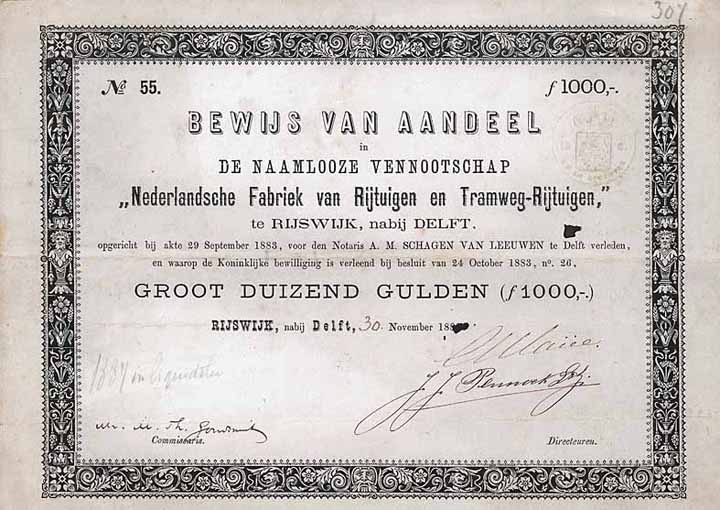 307
No 55.
ƒ 1000,-.
BEWIJS VAN AANDEEL
in
DE NAAMLOOZE VENNOOTSCHAP
„Nederlandsche Fabriek van Rijtuigen en Tramweg-Rijtuigen,"
te RIJSWIJK, nabij DELFT.
opgericht bij akte 29 September 1883, voor den Notaris A. M. SCHAGEN VAN LEEUWEN te Delft verleden,
en waarop de Koninklijke bewilliging is verleend bij besluit van 24 October 1883, no. 26,
GROOT DUIZEND GULDEN (ƒ 1000,-.)
RIJSWIJK, nabij Delft, 30 November 188
1887 in
J. J.
Mr. M. Th.
Commissaris.
Directeuren.